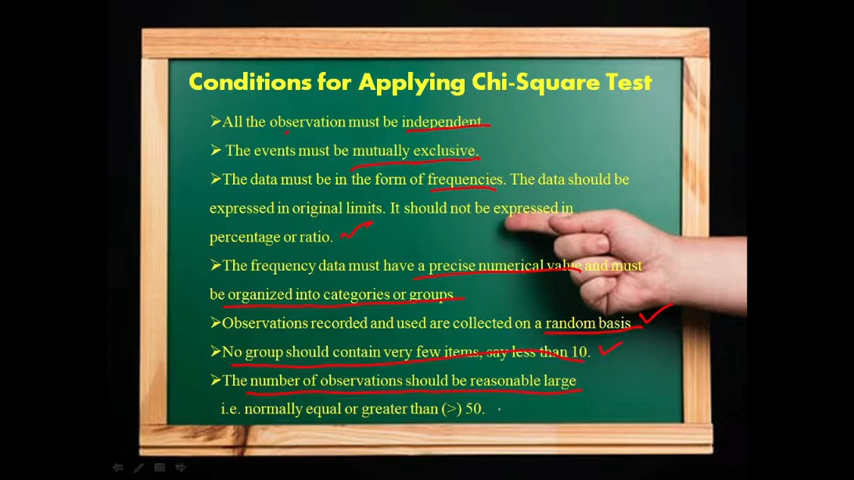 Conditions for Applying Chi-Square Test
➢All the observation must be independent.
➢ The events must be mutually exclusive.
➢The data must be in the form of frequencies. The data should be
expressed in original limits. It should not be expressed in
percentage or ratio.
➢The frequency data must have a precise numerical value and must
be organized into categories or groups.
➢Observations recorded and used are collected on a random basis.
➢No group should contain very few items, say less than 10.
➢The number of observations should be reasonable large
i.e. normally equal or greater than (>) 50.